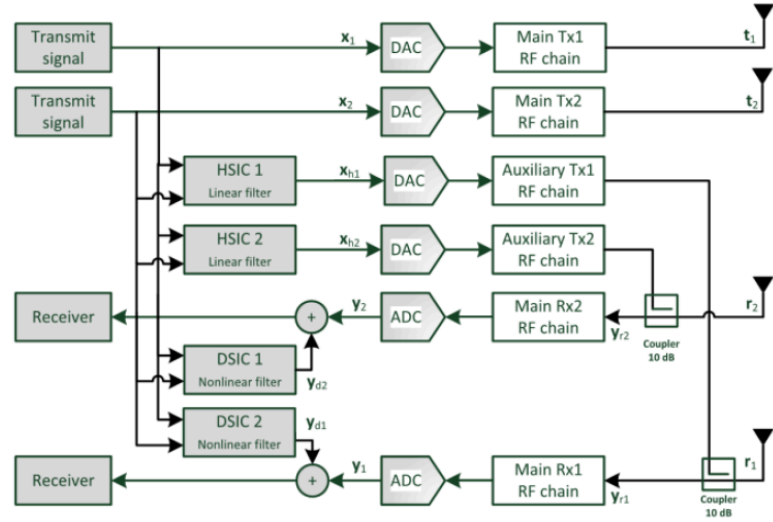 Transmit
signal
x1
DAC
Main Tx1
RF chain
t1
Transmit
signal
x2
DAC
Main Tx2
RF chain
t2
HSIC 1
Linear filter
xh1
DAC
Auxiliary Tx1
RF chain
HSIC 2
Linear filter
xh2
DAC
Auxiliary Tx2
RF chain
Receiver
+
y2
ADC
Main Rx2
RF chain
yr2
Coupler
10 dB
r2
DSIC 1
Nonlinear filter
yd2
DSIC 2
Nonlinear filter
yd1
Receiver
+
y1
ADC
Main Rx1
RF chain
yr1
Coupler
10 dB
r1